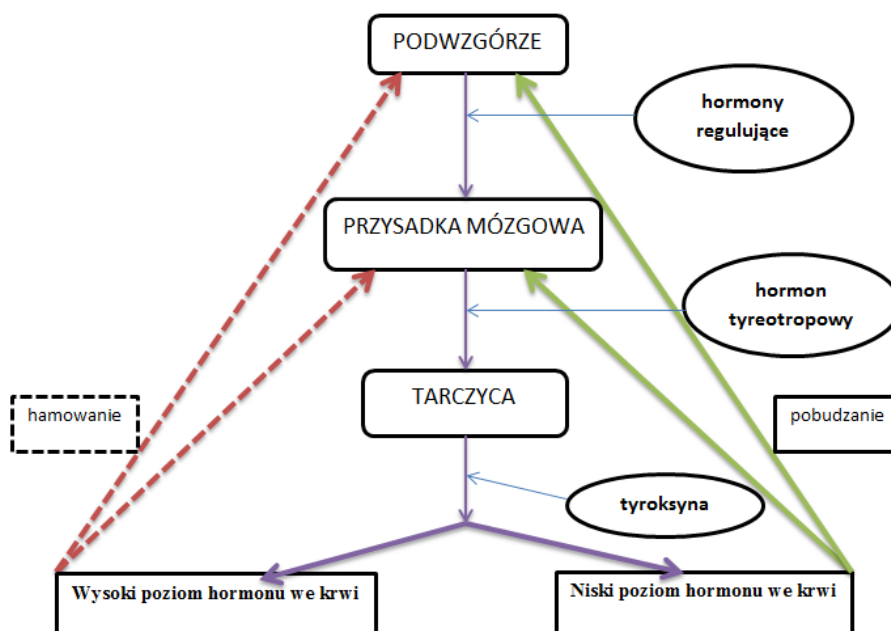 PODWZGÓRZE
hormony
regulujące
PRZYSADKA MÓZGOWA
hormon
tyreotropowy
TARCZYCA
hamowanie
pobudzanie
tyroksyna
Wysoki poziom hormonu we krwi
Niski poziom hormonu we krwi